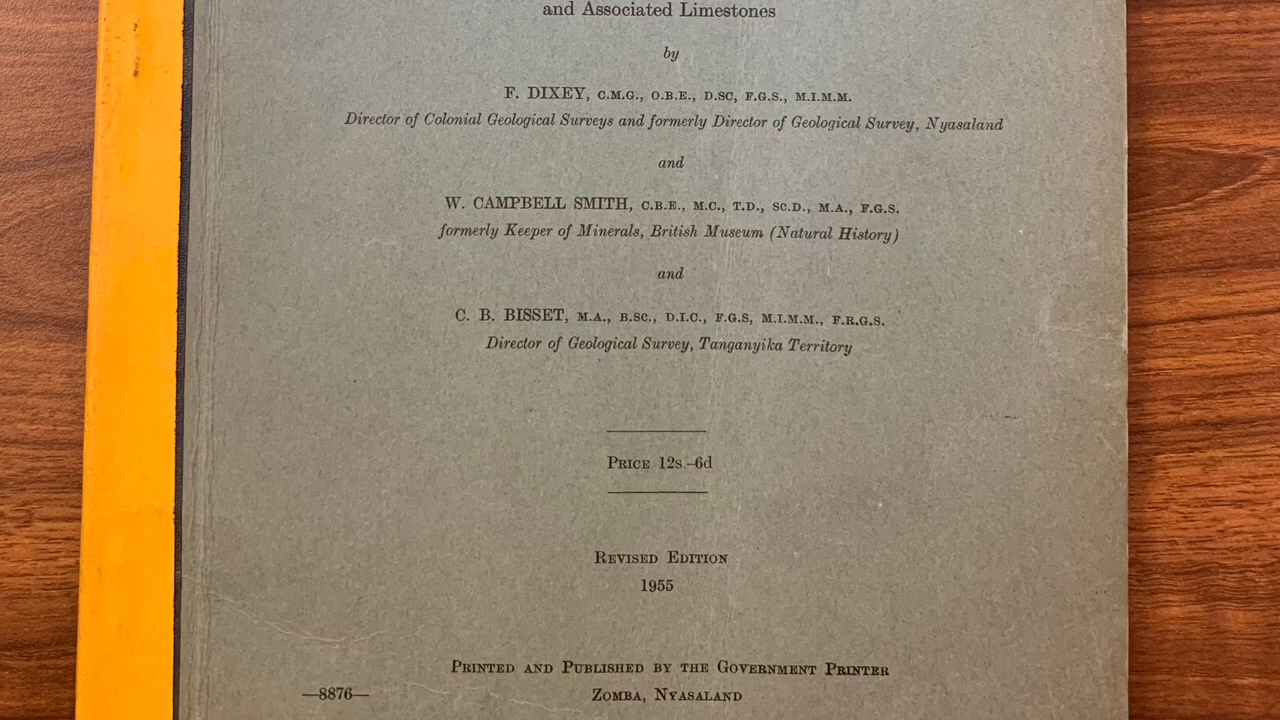 and Associated Limestones
by
F. DIXEY, C.M.G., O.B.E., D.SC, F.G.S., M.I.M.M.
Director of Colonial Geological Surveys and formerly Director of Geological Survey, Nyasaland
and
W. CAMPBELL SMITH, C.B.E., M.C., T.D., SC.D., M.A., F.G.S.
formerly Keeper of Minerals, British Museum (Natural History)
and
C. B. BISSET, M.A., B.SC., D.I.C., F.G.S, M.I.M.M., F.R.G.S.
Director of Geological Survey, Tanganyika Territory
PRICE 12s.–6d
REVISED EDITION
1955
PRINTED AND PUBLISHED BY THE GOVERNMENT PRINTER
—8876— ZOMBA, NYASALAND